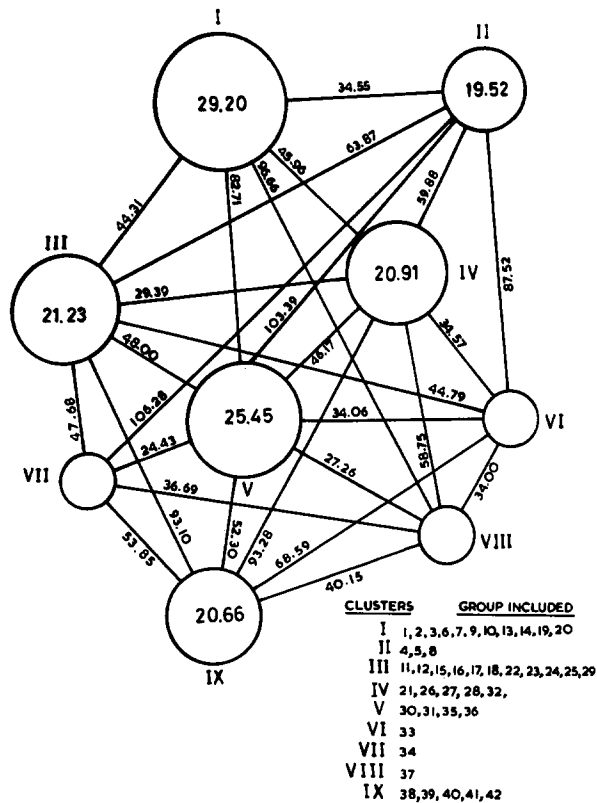 I
II
29.20
34.55
19.52
63.87
45.96
96.66
82.71
59.88
44.31
III
20.91
IV
87.52
29.39
21.23
103.39
46.17
34.57
48.00
106.28
44.79
47.68
25.45
34.06
VI
24.43
58.75
VII
V
27.26
34.00
36.69
93.10
52.30
93.28
68.59
VIII
53.85
40.15
20.66
IX
CLUSTERS GROUP INCLUDED
I 1,2,3,6,7,9,10,13,14,19,20
II 4,5,8
III 11,12,15,16,17,18,22,23,24,25,29
IV 21,26,27,28,32,
V 30,31,35,36
VI 33
VII 34
VIII 37
IX 38,39,40,41,42